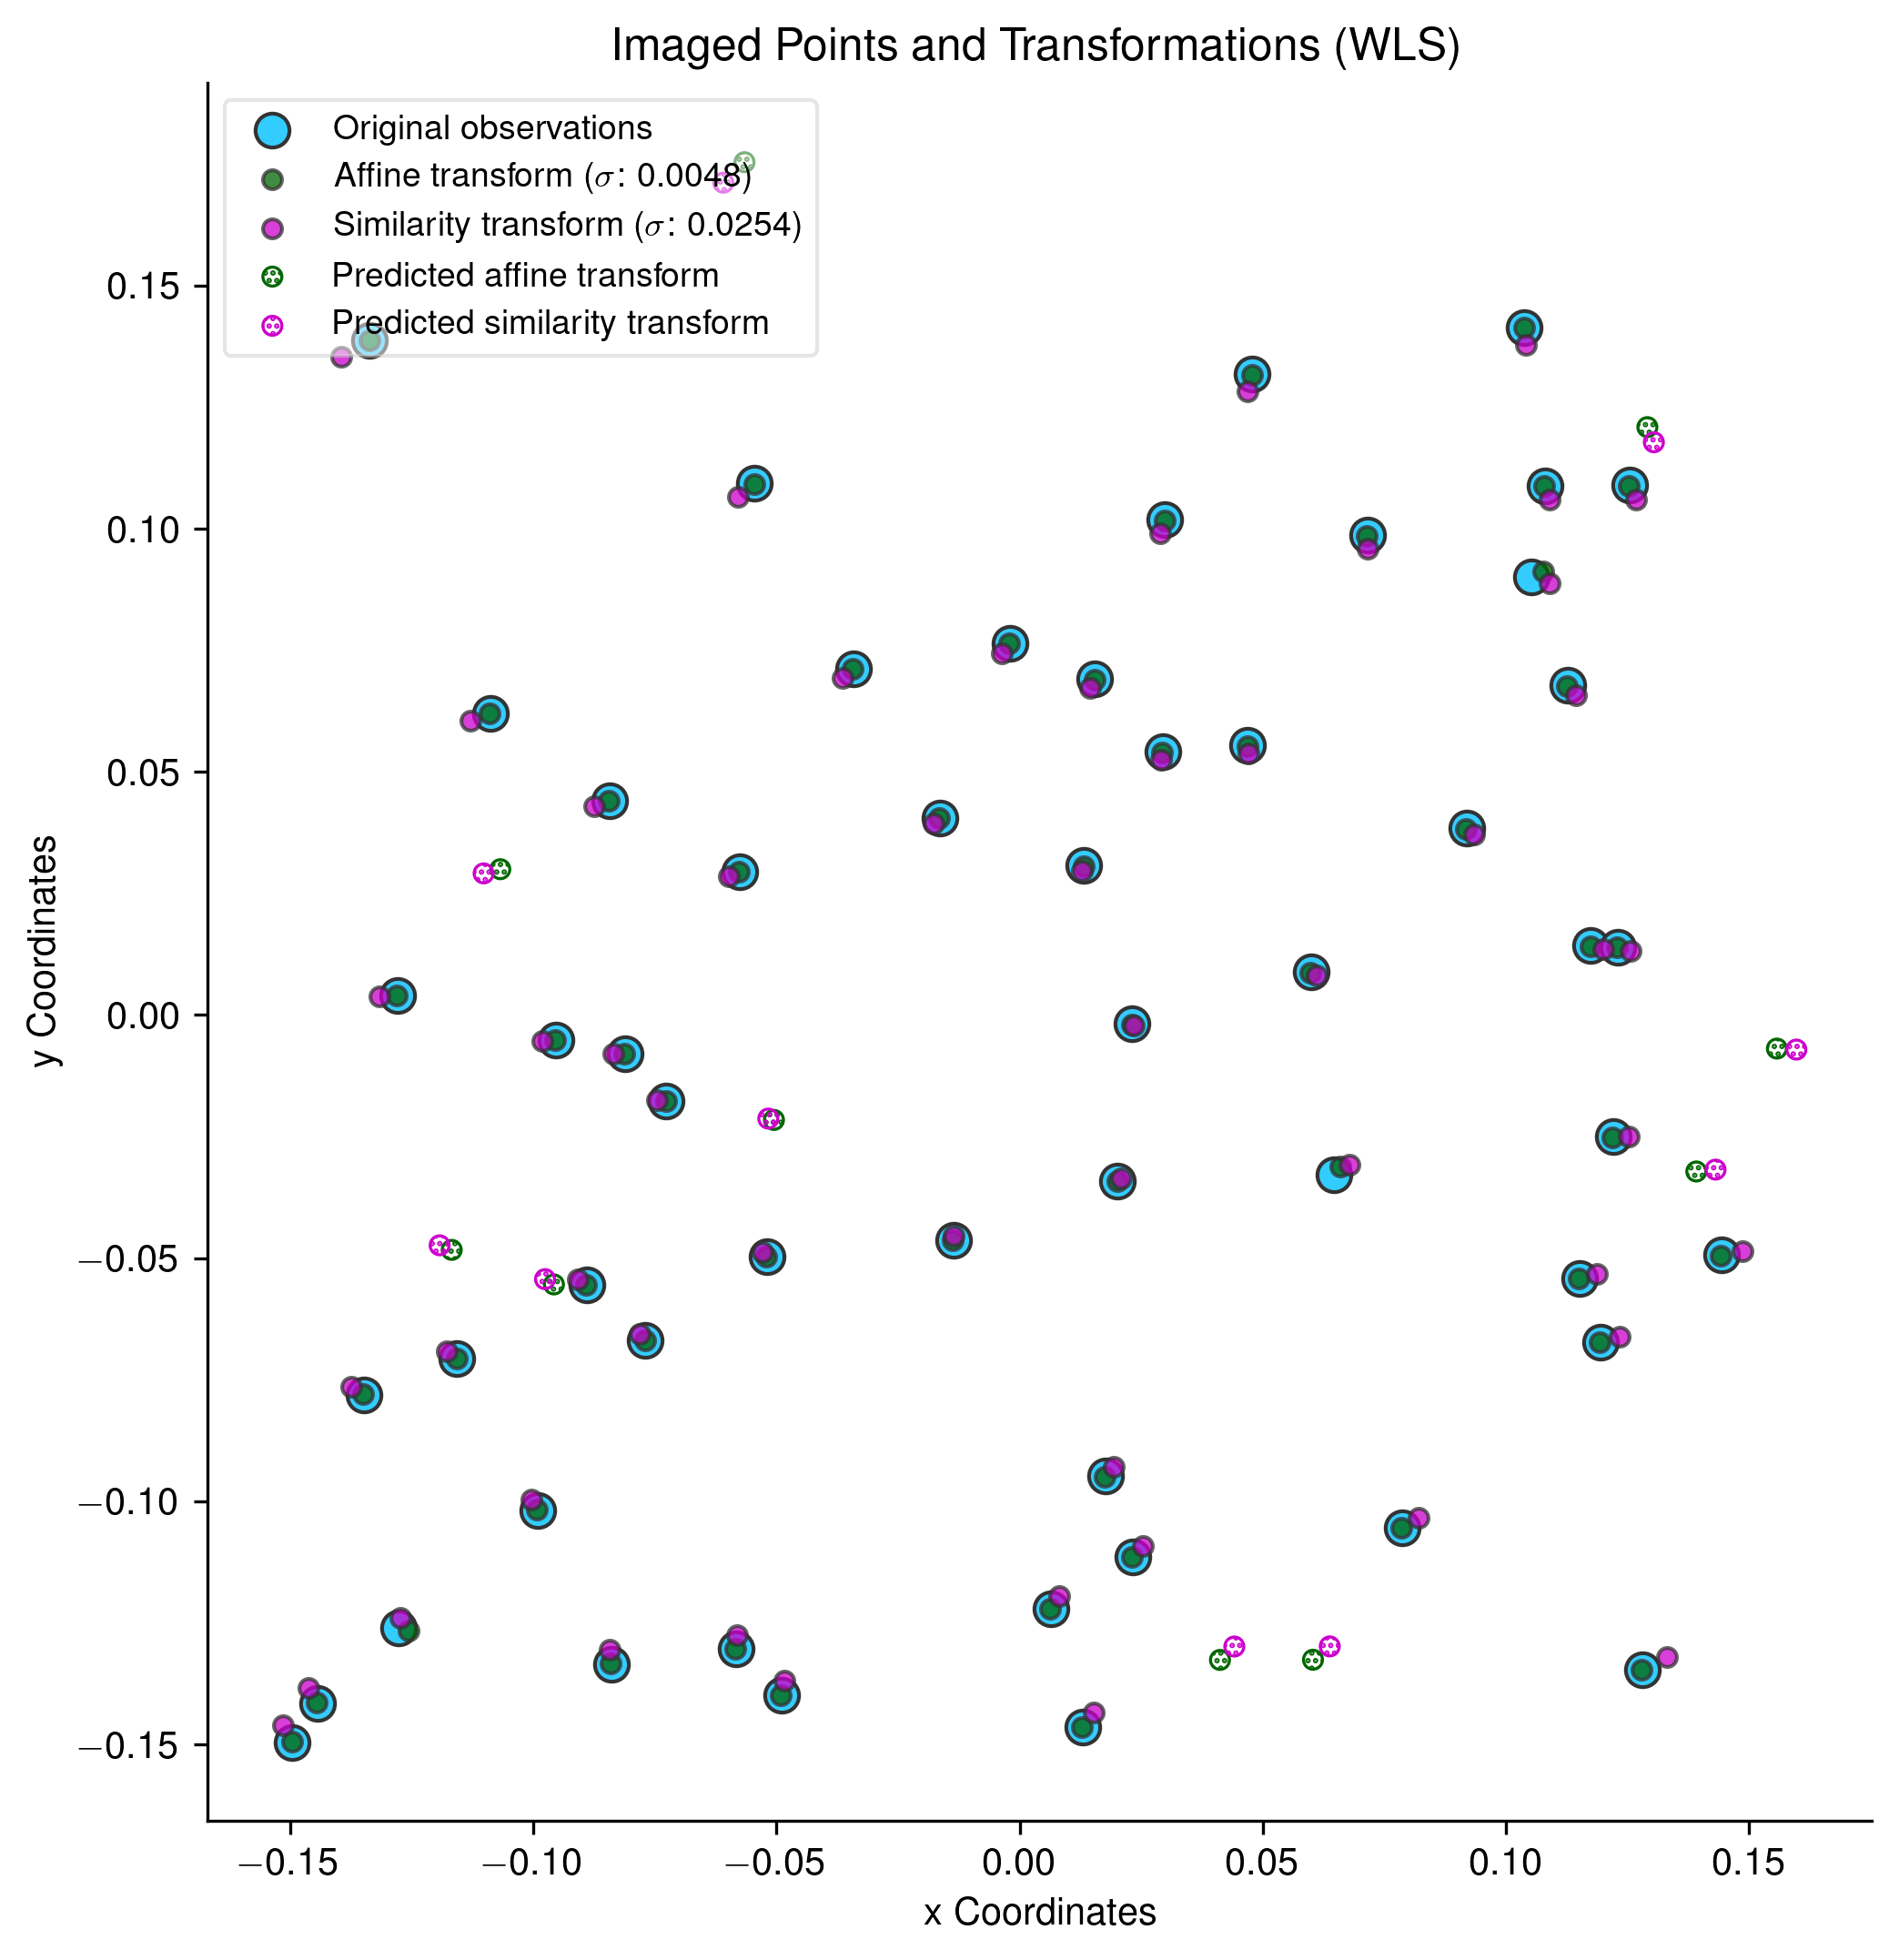 Imaged Points and Transformations (WLS)
Original observations
Affine transform (σ: 0.0048)
Similarity transform (σ: 0.0254)
Predicted affine transform
Predicted similarity transform
0.15
0.10
0.05
0.00
−0.05
−0.10
−0.15
y Coordinates
−0.15 −0.10 −0.05 0.00 0.05 0.10 0.15
x Coordinates